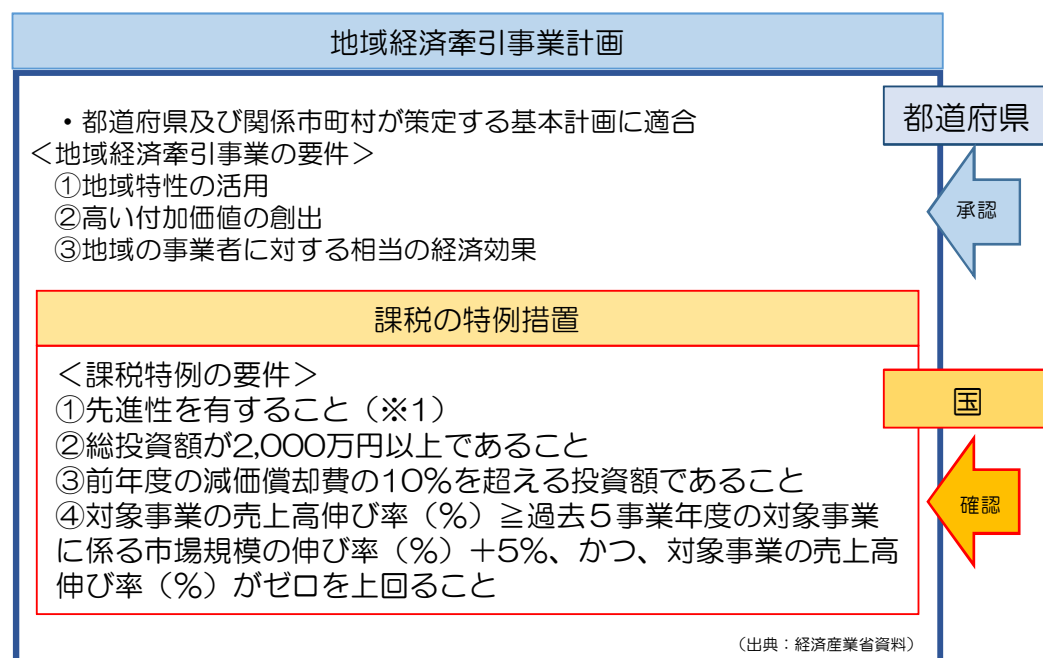 地域経済牽引事業計画
・都道府県及び関係市町村が策定する基本計画に適合
＜地域経済牽引事業の要件＞
①地域特性の活用
②高い付加価値の創出
③地域の事業者に対する相当の経済効果
都道府県
承認
課税の特例措置
＜課税特例の要件＞
①先進性を有すること（※1）
②総投資額が2,000万円以上であること
③前年度の減価償却費の10％を超える投資額であること
④対象事業の売上高伸び率（％）≧過去５事業年度の対象事業
に係る市場規模の伸び率（％）＋5％、かつ、対象事業の売上高
伸び率（％）がゼロを上回ること
国
確認
（出典：経済産業省資料）